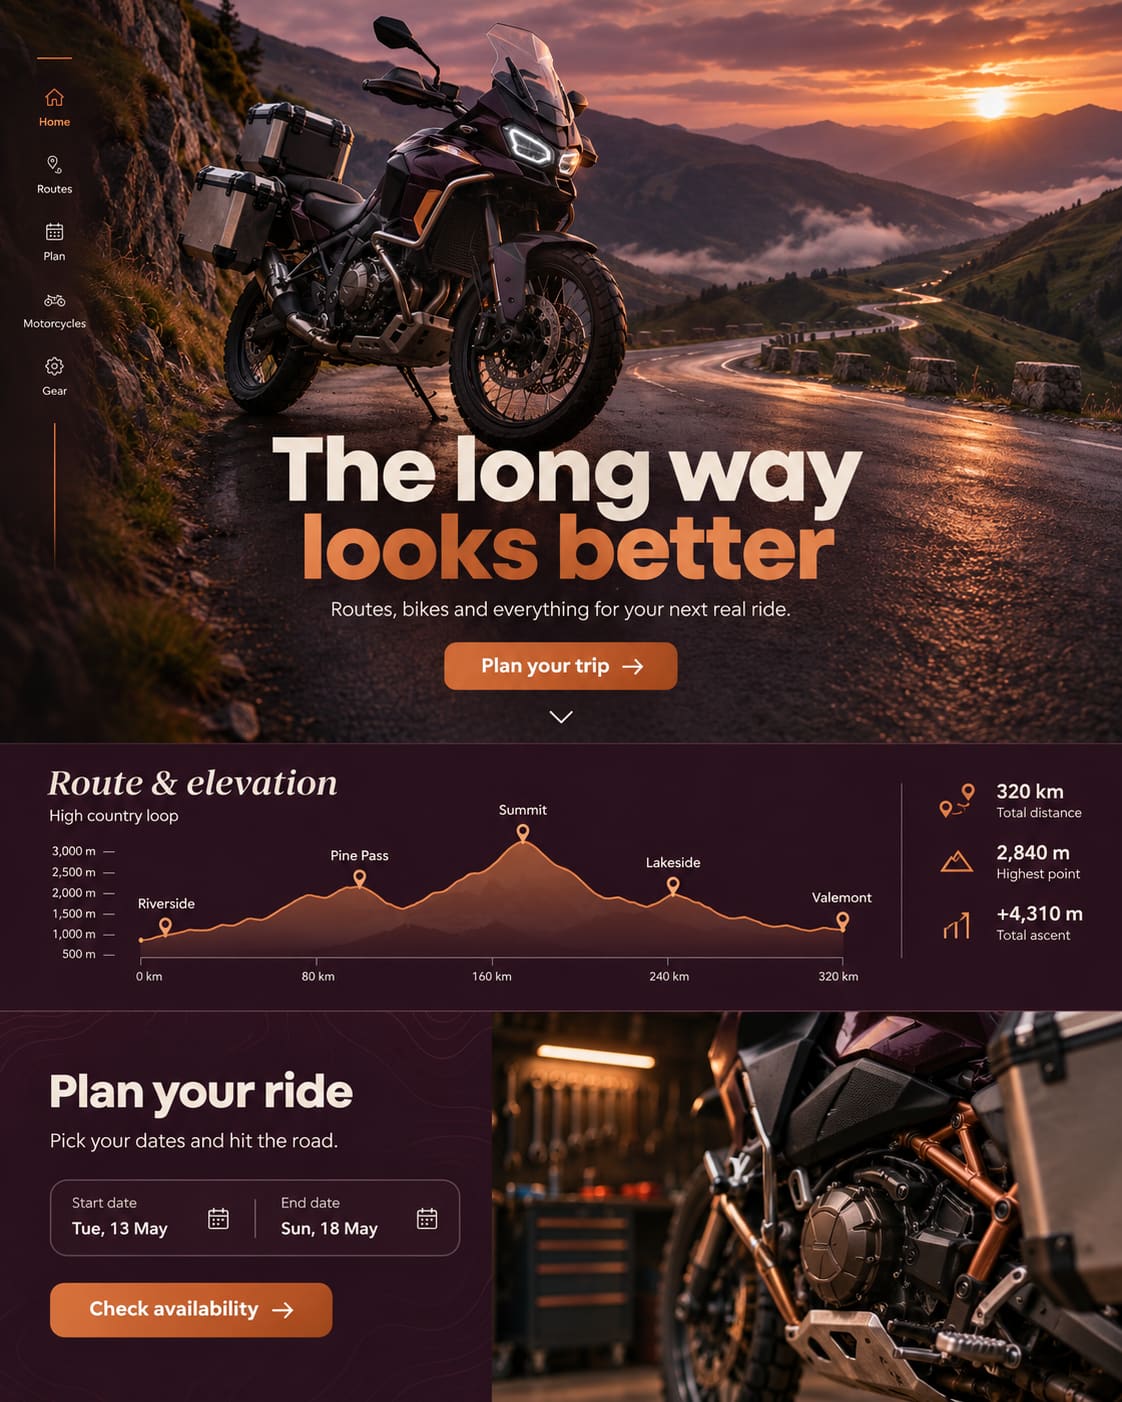 Home
Routes
Plan
Motorcycles
Gear
The long way
looks better
Routes, bikes and everything for your next real ride.
Plan your trip
Route & elevation
High country loop
3,000 m
2,500 m
2,000 m
1,500 m
1,000 m
500 m
Riverside
Pine Pass
Summit
Lakeside
Valemont
0 km
80 km
160 km
240 km
320 km
320 km
Total distance
2,840 m
Highest point
+4,310 m
Total ascent
Plan your ride
Pick your dates and hit the road.
Start date
Tue, 13 May
End date
Sun, 18 May
Check availability